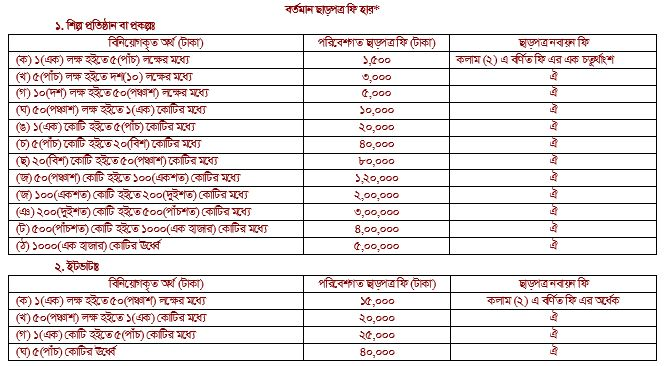 বর্তমান ছাড়পত্র ফি হার*
১. শিল্প প্রতিষ্ঠান বা প্রকল্পঃ
বিনিয়োগকৃত অর্থ (টাকা) পরিবেশগত ছাড়পত্র ফি (টাকা) ছাড়পত্র নবায়ন ফি
(ক) ১(এক) লক্ষ হইতে ৫(পাঁচ) লক্ষের মধ্যে ১,৫০০ কলাম (২) এ বর্ণিত ফি এর এক চতুর্থাংশ
(খ) ৫(পাঁচ) লক্ষ হইতে দশ(১০) লক্ষের মধ্যে ৩,০০০ ঐ
(গ) ১০(দশ) লক্ষ হইতে ৫০(পঞ্চাশ) লক্ষের মধ্যে ৫,০০০ ঐ
(ঘ) ৫০(পঞ্চাশ) লক্ষ হইতে ১(এক) কোটির মধ্যে ১০,০০০ ঐ
(ঙ) ১(এক) কোটি হইতে ৫(পাঁচ) কোটির মধ্যে ২০,০০০ ঐ
(চ) ৫(পাঁচ) কোটি হইতে ২০(বিশ) কোটির মধ্যে ৪০,০০০ ঐ
(ছ) ২০(বিশ) কোটি হইতে ৫০(পঞ্চাশ) কোটির মধ্যে ৮০,০০০ ঐ
(জ) ৫০(পঞ্চাশ) কোটি হইতে ১০০(একশত) কোটির মধ্যে ১,২০,০০০ ঐ
(জ) ১০০(একশত) কোটি হইতে ২০০(দুইশত) কোটির মধ্যে ২,০০,০০০ ঐ
(ঞ) ২০০(দুইশত) কোটি হইতে ৫০০(পাঁচশত) কোটির মধ্যে ৩,০০,০০০ ঐ
(ট) ৫০০(পাঁচশত) কোটি হইতে ১০০০(এক হাজার) কোটির মধ্যে ৪,০০,০০০ ঐ
(ঠ) ১০০০(এক হাজার) কোটির ঊর্ধ্বে ৫,০০,০০০ ঐ
২. ইটভাটাঃ
বিনিয়োগকৃত অর্থ (টাকা) পরিবেশগত ছাড়পত্র ফি (টাকা) ছাড়পত্র নবায়ন ফি
(ক) ১(এক) লক্ষ হইতে ৫০(পঞ্চাশ) লক্ষের মধ্যে ১৫,০০০ কলাম (২) এ বর্ণিত ফি এর অর্ধেক
(খ) ৫০(পঞ্চাশ) লক্ষ হইতে ১(এক) কোটির মধ্যে ২০,০০০ ঐ
(গ) ১(এক) কোটি হইতে ৫(পাঁচ) কোটির মধ্যে ২৫,০০০ ঐ
(ঘ) ৫(পাঁচ) কোটির ঊর্ধ্বে ৪০,০০০ ঐ